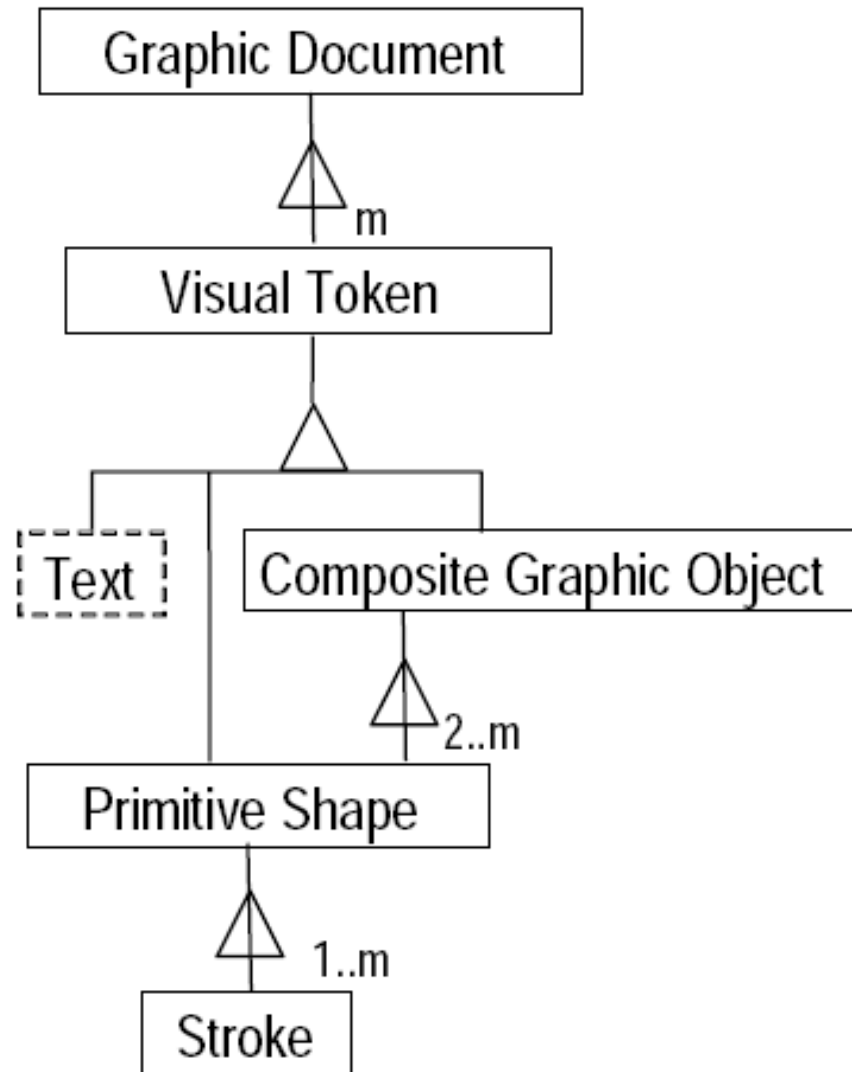 Graphic Document
m
Visual Token
Text
Composite Graphic Object
2..m
Primitive Shape
1..m
Stroke